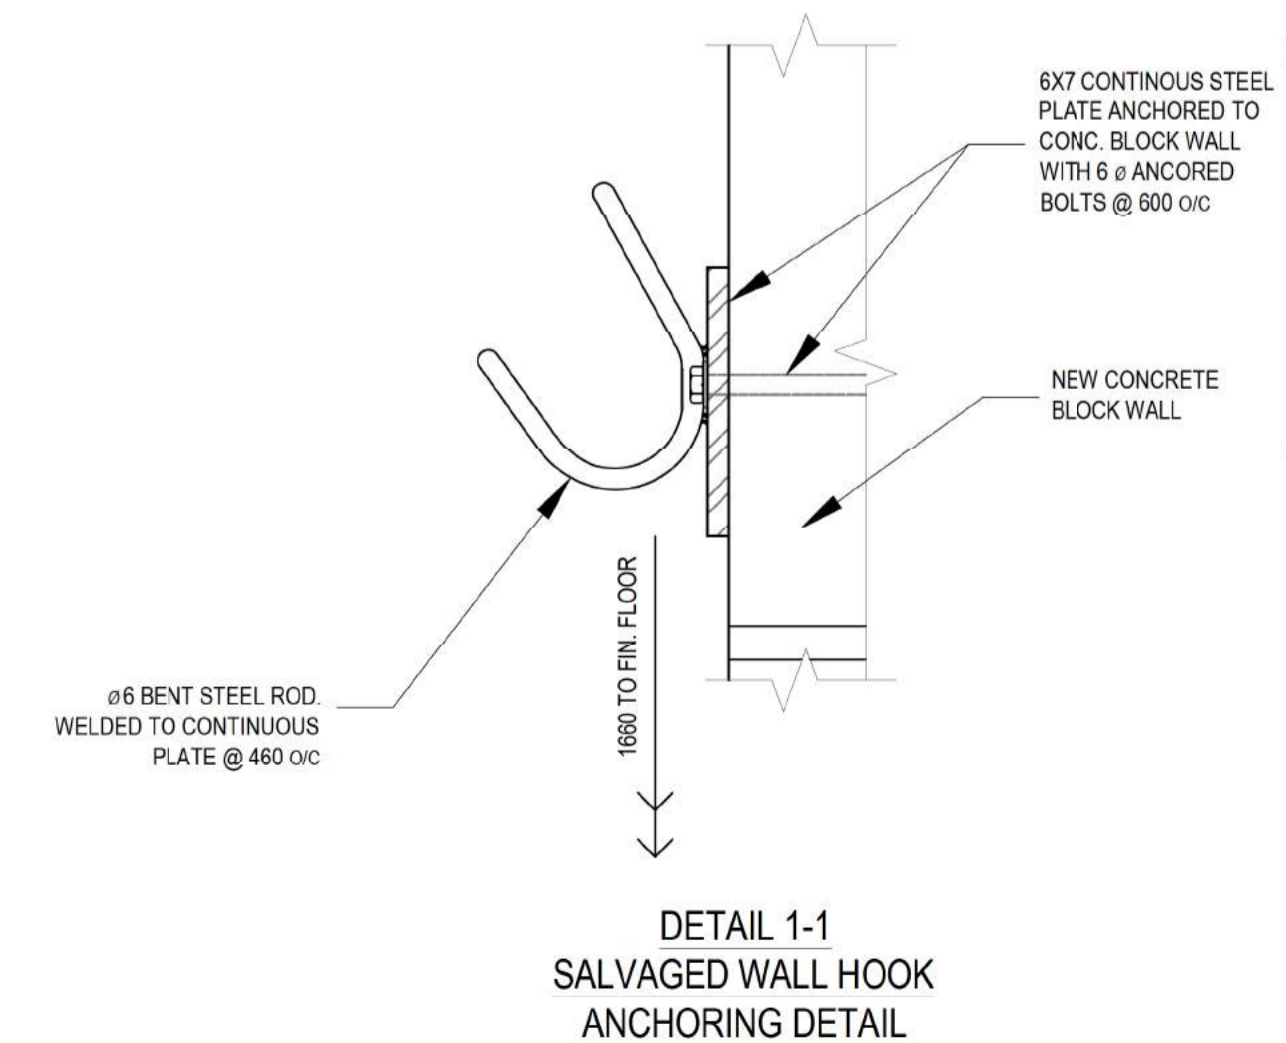 6X7 CONTINOUS STEEL
PLATE ANCHORED TO
CONC. BLOCK WALL
WITH 6 ø ANCORED
BOLTS @ 600 O/C
NEW CONCRETE
BLOCK WALL
1660 TO FIN. FLOOR
ø6 BENT STEEL ROD.
WELDED TO CONTINUOUS
PLATE @ 460 O/C
DETAIL 1-1
SALVAGED WALL HOOK
ANCHORING DETAIL